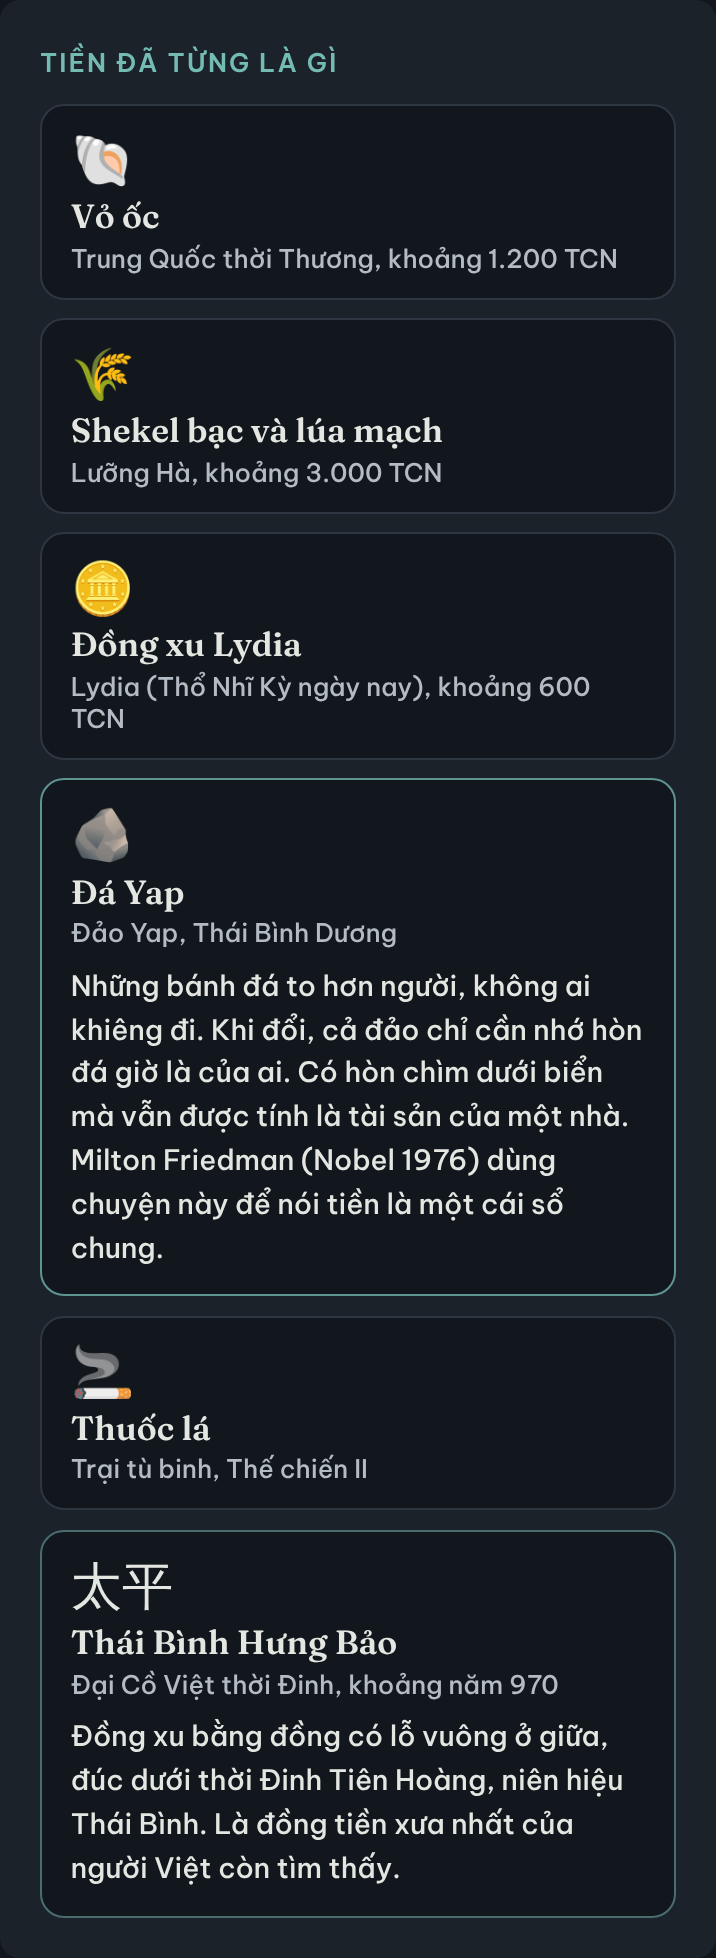 TIỀN ĐÃ TỪNG LÀ GÌ
Vỏ ốc
Trung Quốc thời Thương, khoảng 1.200 TCN
Shekel bạc và lúa mạch
Lưỡng Hà, khoảng 3.000 TCN
Đồng xu Lydia
Lydia (Thổ Nhĩ Kỳ ngày nay), khoảng 600
TCN
Đá Yap
Đảo Yap, Thái Bình Dương
Những bánh đá to hơn người, không ai
khiêng đi. Khi đổi, cả đảo chỉ cần nhớ hòn
đá giờ là của ai. Có hòn chìm dưới biển
mà vẫn được tính là tài sản của một nhà.
Milton Friedman (Nobel 1976) dùng
chuyện này để nói tiền là một cái sổ
chung.
Thuốc lá
Trại tù binh, Thế chiến II
太平
Thái Bình Hưng Bảo
Đại Cồ Việt thời Đinh, khoảng năm 970
Đồng xu bằng đồng có lỗ vuông ở giữa,
đúc dưới thời Đinh Tiên Hoàng, niên hiệu
Thái Bình. Là đồng tiền xưa nhất của
người Việt còn tìm thấy.